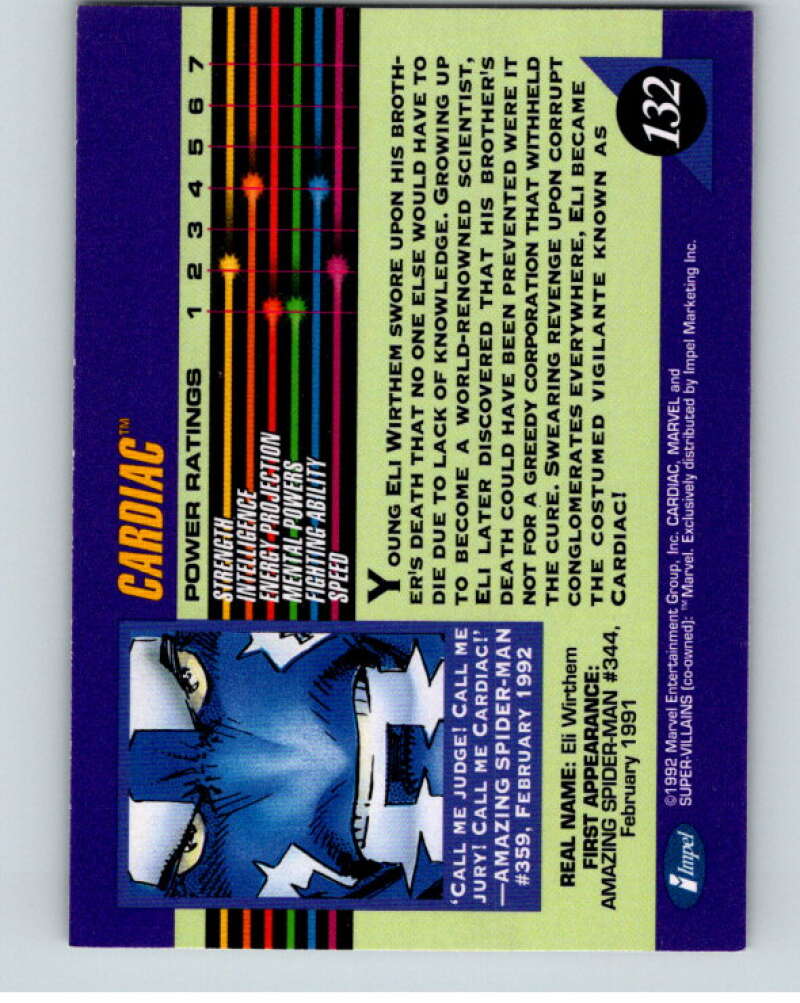 CARDIAC™
POWER RATINGS 1 2 3 4 5 6 7
STRENGTH
INTELLIGENCE
ENERGY PROJECTION
MENTAL POWERS
FIGHTING ABILITY
SPEED
'CALL ME JUDGE! CALL ME
JURY! CALL ME CARDIAC!'
—AMAZING SPIDER-MAN
#359, FEBRUARY 1992
REAL NAME: Eli Wirthem
FIRST APPEARANCE:
AMAZING SPIDER-MAN #344,
February 1991
YOUNG ELI WIRTHEM SWORE UPON HIS BROTH-
ER'S DEATH THAT NO ONE ELSE WOULD HAVE TO
DIE DUE TO LACK OF KNOWLEDGE. GROWING UP
TO BECOME A WORLD-RENOWNED SCIENTIST,
ELI LATER DISCOVERED THAT HIS BROTHER'S
DEATH COULD HAVE BEEN PREVENTED WERE IT
NOT FOR A GREEDY CORPORATION THAT WITHHELD
THE CURE. SWEARING REVENGE UPON CORRUPT
CONGLOMERATES EVERYWHERE, ELI BECAME
THE COSTUMED VIGILANTE KNOWN AS
CARDIAC!
132
Impel
©1992 Marvel Entertainment Group, Inc. CARDIAC, MARVEL and
SUPER-VILLAINS (co-owned): ™ Marvel. Exclusively distributed by Impel Marketing Inc.